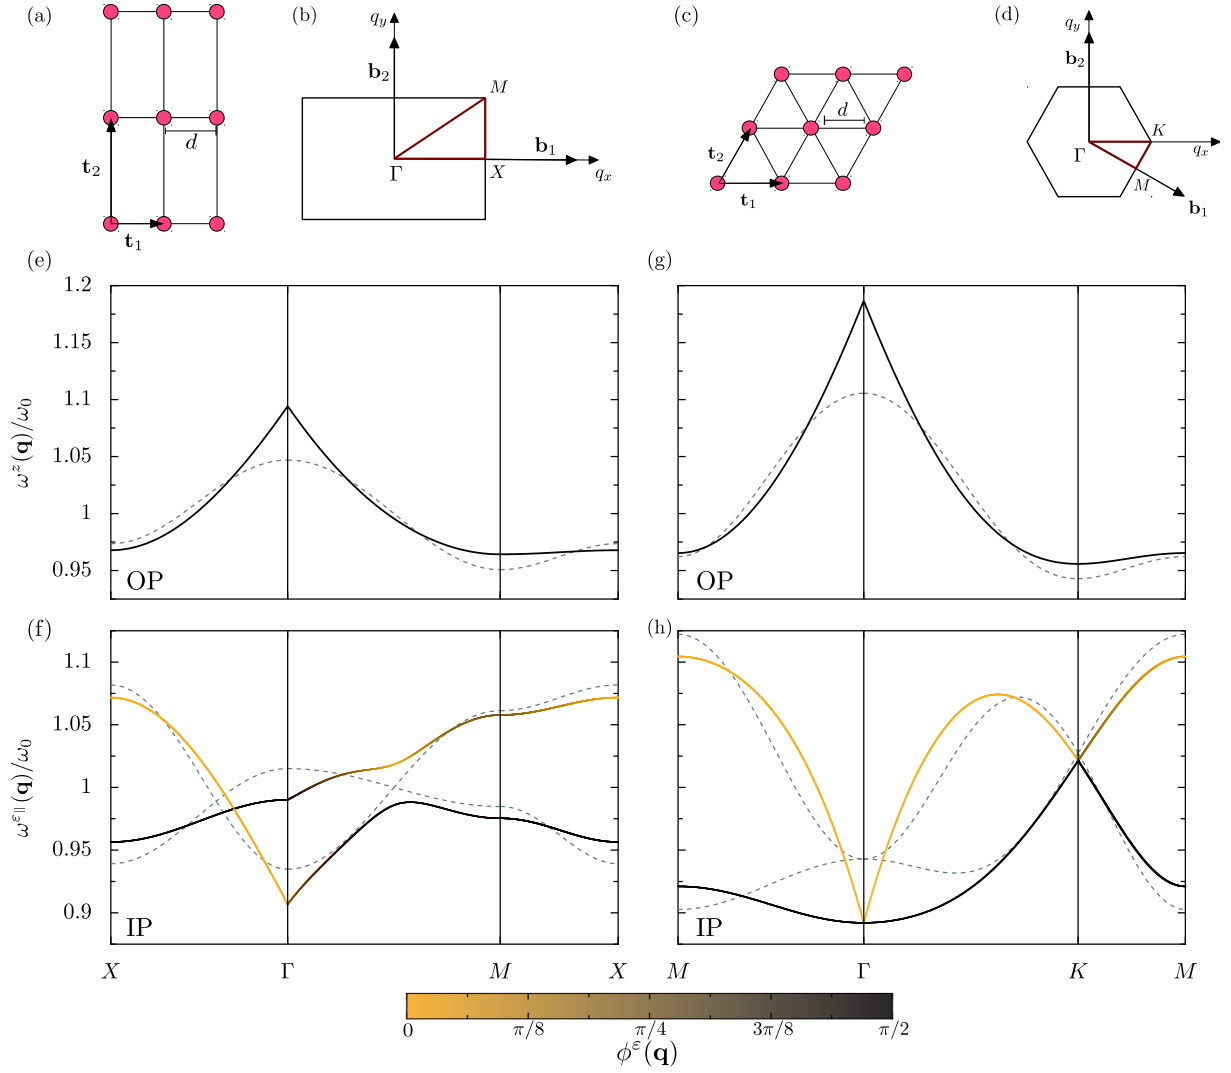 (a) (b) (c) (d)
q_y
b_2
M
b_1
Γ X q_x
d
t_2
t_1
d
t_2
t_1
q_y
b_2
K
Γ q_x
M
b_1
(e) (g)
1.2
1.15
1.1
1.05
1
0.95
ω^z(q)/ω_0
OP OP
(f) (h)
1.1
1.05
1
0.95
0.9
ω^{ε_∥}(q)/ω_0
IP IP
X Γ M X M Γ K M
0 π/8 π/4 3π/8 π/2
ϕ^ε(q)